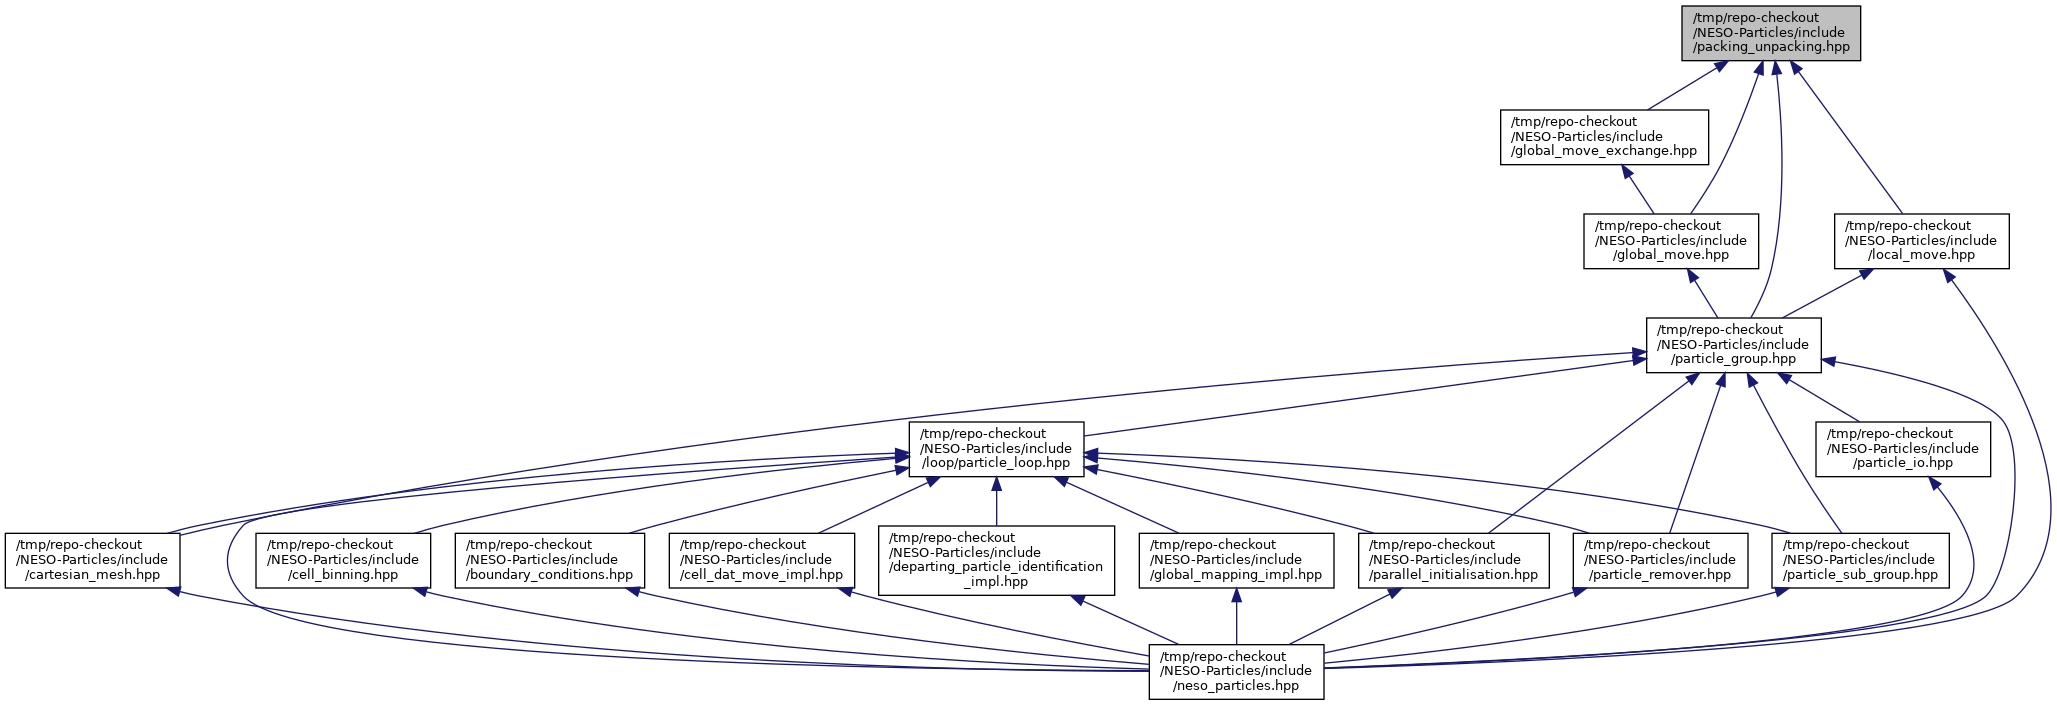 /tmp/repo-checkout
/NESO-Particles/include
/packing_unpacking.hpp
/tmp/repo-checkout
/NESO-Particles/include
/global_move_exchange.hpp
/tmp/repo-checkout
/NESO-Particles/include
/global_move.hpp
/tmp/repo-checkout
/NESO-Particles/include
/local_move.hpp
/tmp/repo-checkout
/NESO-Particles/include
/particle_group.hpp
/tmp/repo-checkout
/NESO-Particles/include
/loop/particle_loop.hpp
/tmp/repo-checkout
/NESO-Particles/include
/particle_io.hpp
/tmp/repo-checkout
/NESO-Particles/include
/cartesian_mesh.hpp
/tmp/repo-checkout
/NESO-Particles/include
/cell_binning.hpp
/tmp/repo-checkout
/NESO-Particles/include
/boundary_conditions.hpp
/tmp/repo-checkout
/NESO-Particles/include
/cell_dat_move_impl.hpp
/tmp/repo-checkout
/NESO-Particles/include
/departing_particle_identification
_impl.hpp
/tmp/repo-checkout
/NESO-Particles/include
/global_mapping_impl.hpp
/tmp/repo-checkout
/NESO-Particles/include
/parallel_initialisation.hpp
/tmp/repo-checkout
/NESO-Particles/include
/particle_remover.hpp
/tmp/repo-checkout
/NESO-Particles/include
/particle_sub_group.hpp
/tmp/repo-checkout
/NESO-Particles/include
/neso_particles.hpp